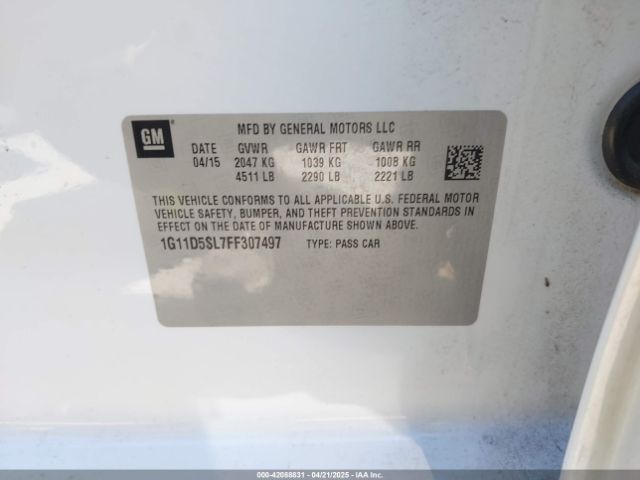 GM
MFD BY GENERAL MOTORS LLC
DATE GVWR GAWR FRT GAWR RR
04/15 2047 KG 1039 KG 1008 KG
4511 LB 2290 LB 2221 LB
THIS VEHICLE CONFORMS TO ALL APPLICABLE U.S. FEDERAL MOTOR
VEHICLE SAFETY, BUMPER, AND THEFT PREVENTION STANDARDS IN
EFFECT ON THE DATE OF MANUFACTURE SHOWN ABOVE.
1G11D5SL7FF307497 TYPE: PASS CAR
000-42088831 - 04/21/2025 - IAA Inc.